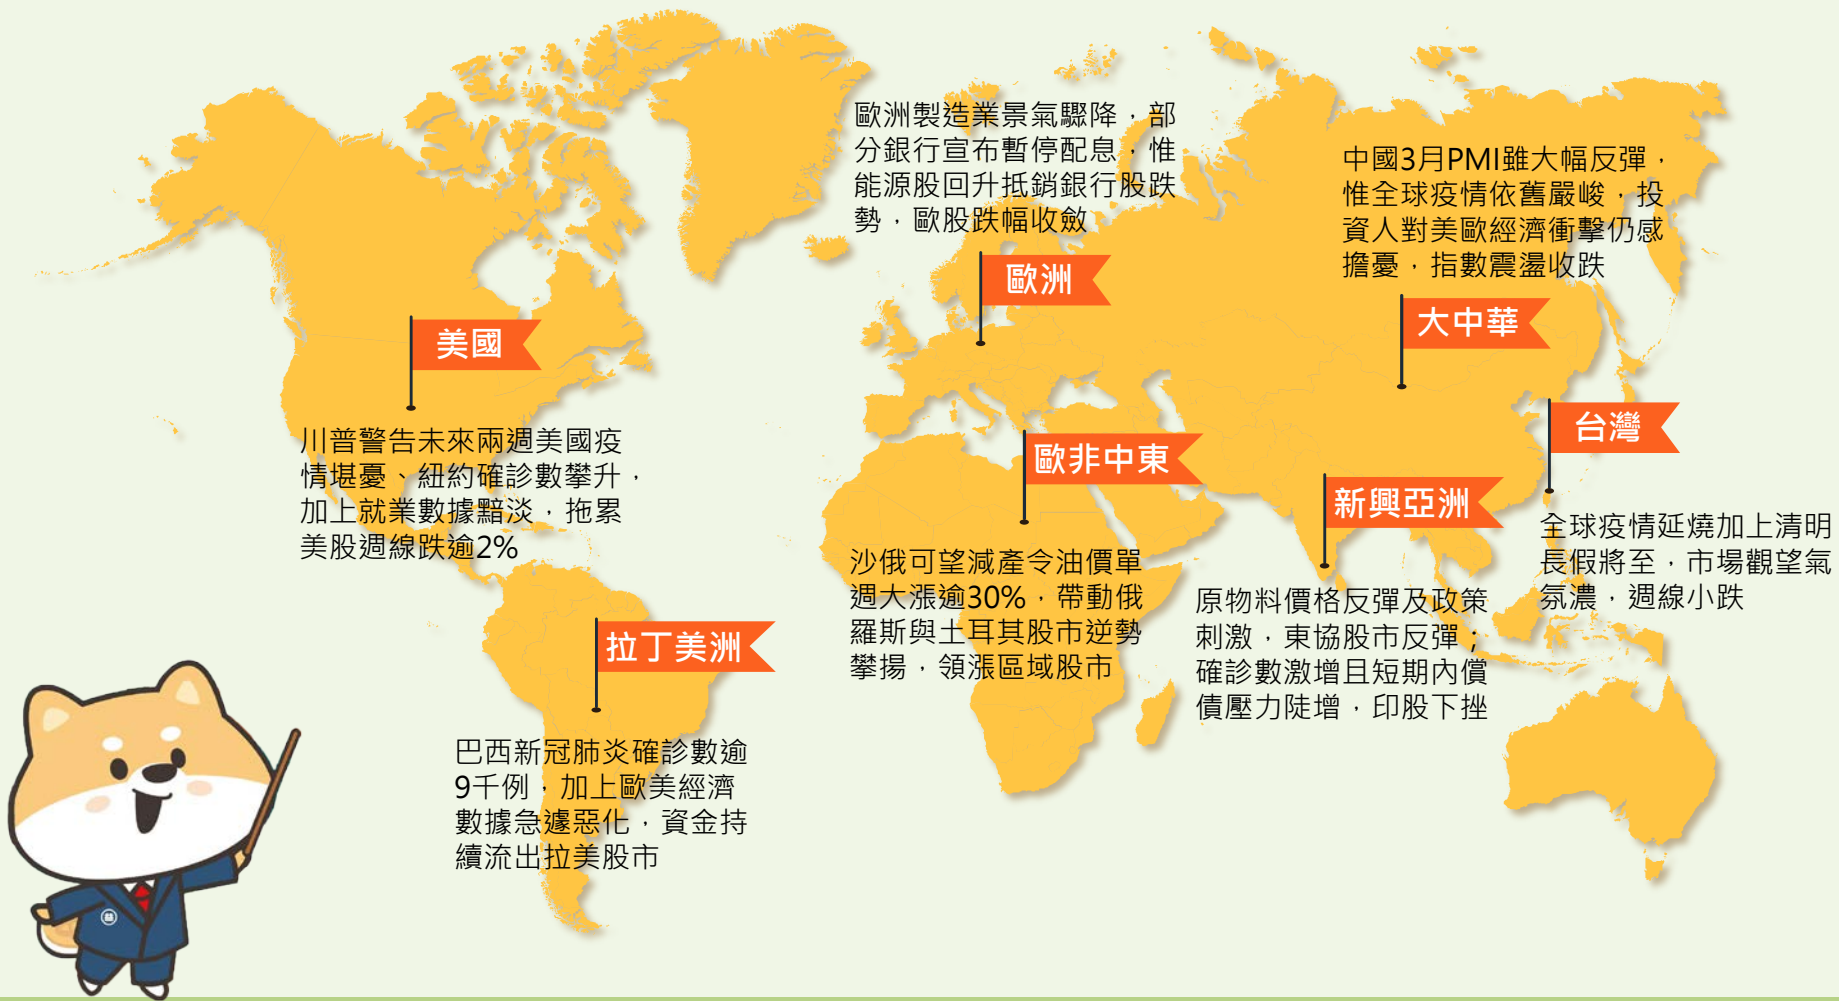 歐洲製造業景氣驟降，部
分銀行宣布暫停配息，惟
能源股回升抵銷銀行股跌
勢，歐股跌幅收斂
歐洲
中國3月PMI雖大幅反彈，
惟全球疫情依舊嚴峻，投
資人對美歐經濟衝擊仍感
擔憂，指數震盪收跌
大中華
美國
川普警告未來兩週美國疫
情堪憂、紐約確診數攀升，
加上就業數據黯淡，拖累
美股週線跌逾2%
台灣
全球疫情延燒加上清明
長假將至，市場觀望氣
氛濃，週線小跌
歐非中東
沙俄可望減產令油價單
週大漲逾30%，帶動俄
羅斯與土耳其股市逆勢
攀揚，領漲區域股市
新興亞洲
原物料價格反彈及政策
刺激，東協股市反彈；
確診數激增且短期內償
債壓力陡增，印股下挫
拉丁美洲
巴西新冠肺炎確診數逾
9千例，加上歐美經濟
數據急遽惡化，資金持
續流出拉美股市